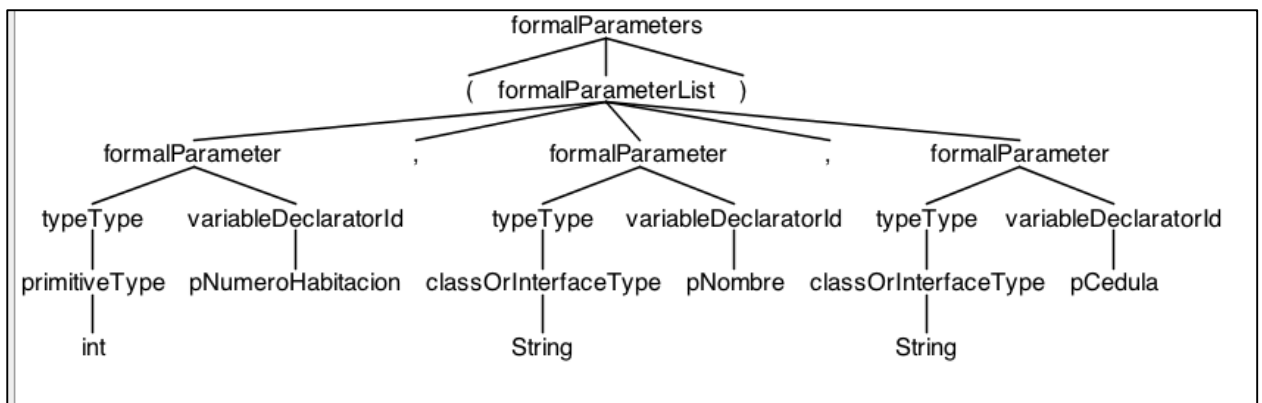 formalParameters
( formalParameterList )
formalParameter , formalParameter , formalParameter
typeType variableDeclaratorId typeType variableDeclaratorId typeType variableDeclaratorId
primitiveType pNumeroHabitacion classOrInterfaceType pNombre classOrInterfaceType pCedula
int String String